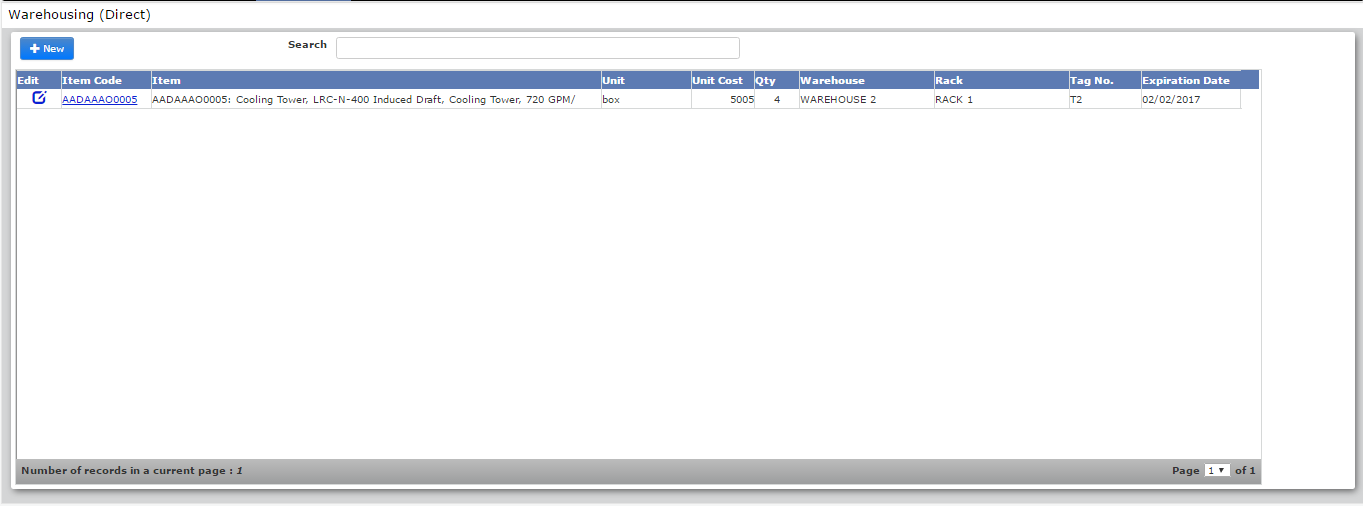 Warehousing (Direct)
New Search
Edit Item Code Item Unit Unit Cost Qty Warehouse Rack Tag No. Expiration Date
AADAAAO0005 AADAAAO0005: Cooling Tower, LRC-N-400 Induced Draft, Cooling Tower, 720 GPM/ box 5005 4 WAREHOUSE 2 RACK 1 T2 02/02/2017
Number of records in a current page : 1 Page 1 of 1